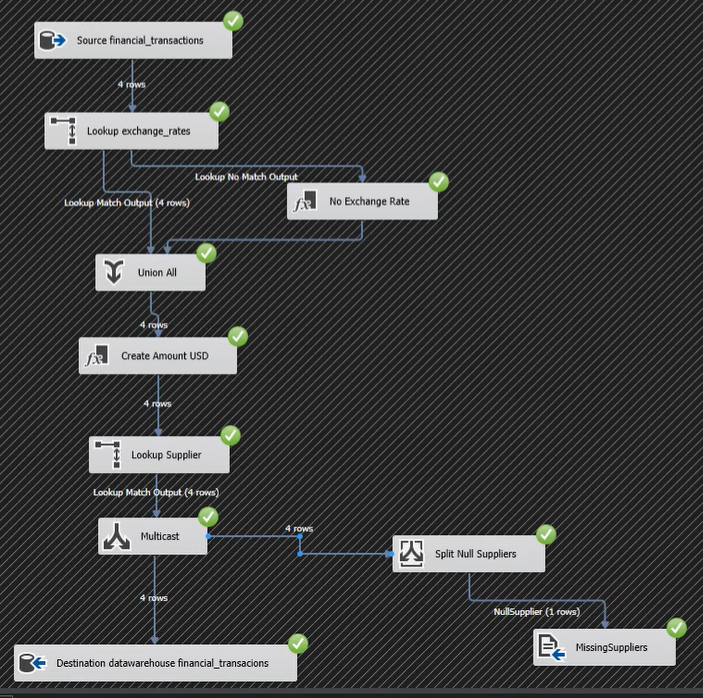 Source financial_transactions
4 rows
Lookup exchange_rates
Lookup No Match Output
Lookup Match Output (4 rows)
fx No Exchange Rate
Union All
4 rows
fx Create Amount USD
4 rows
Lookup Supplier
Lookup Match Output (4 rows)
Multicast
4 rows
Split Null Suppliers
4 rows
NullSupplier (1 rows)
MissingSuppliers
Destination datawarehouse financial_transacions